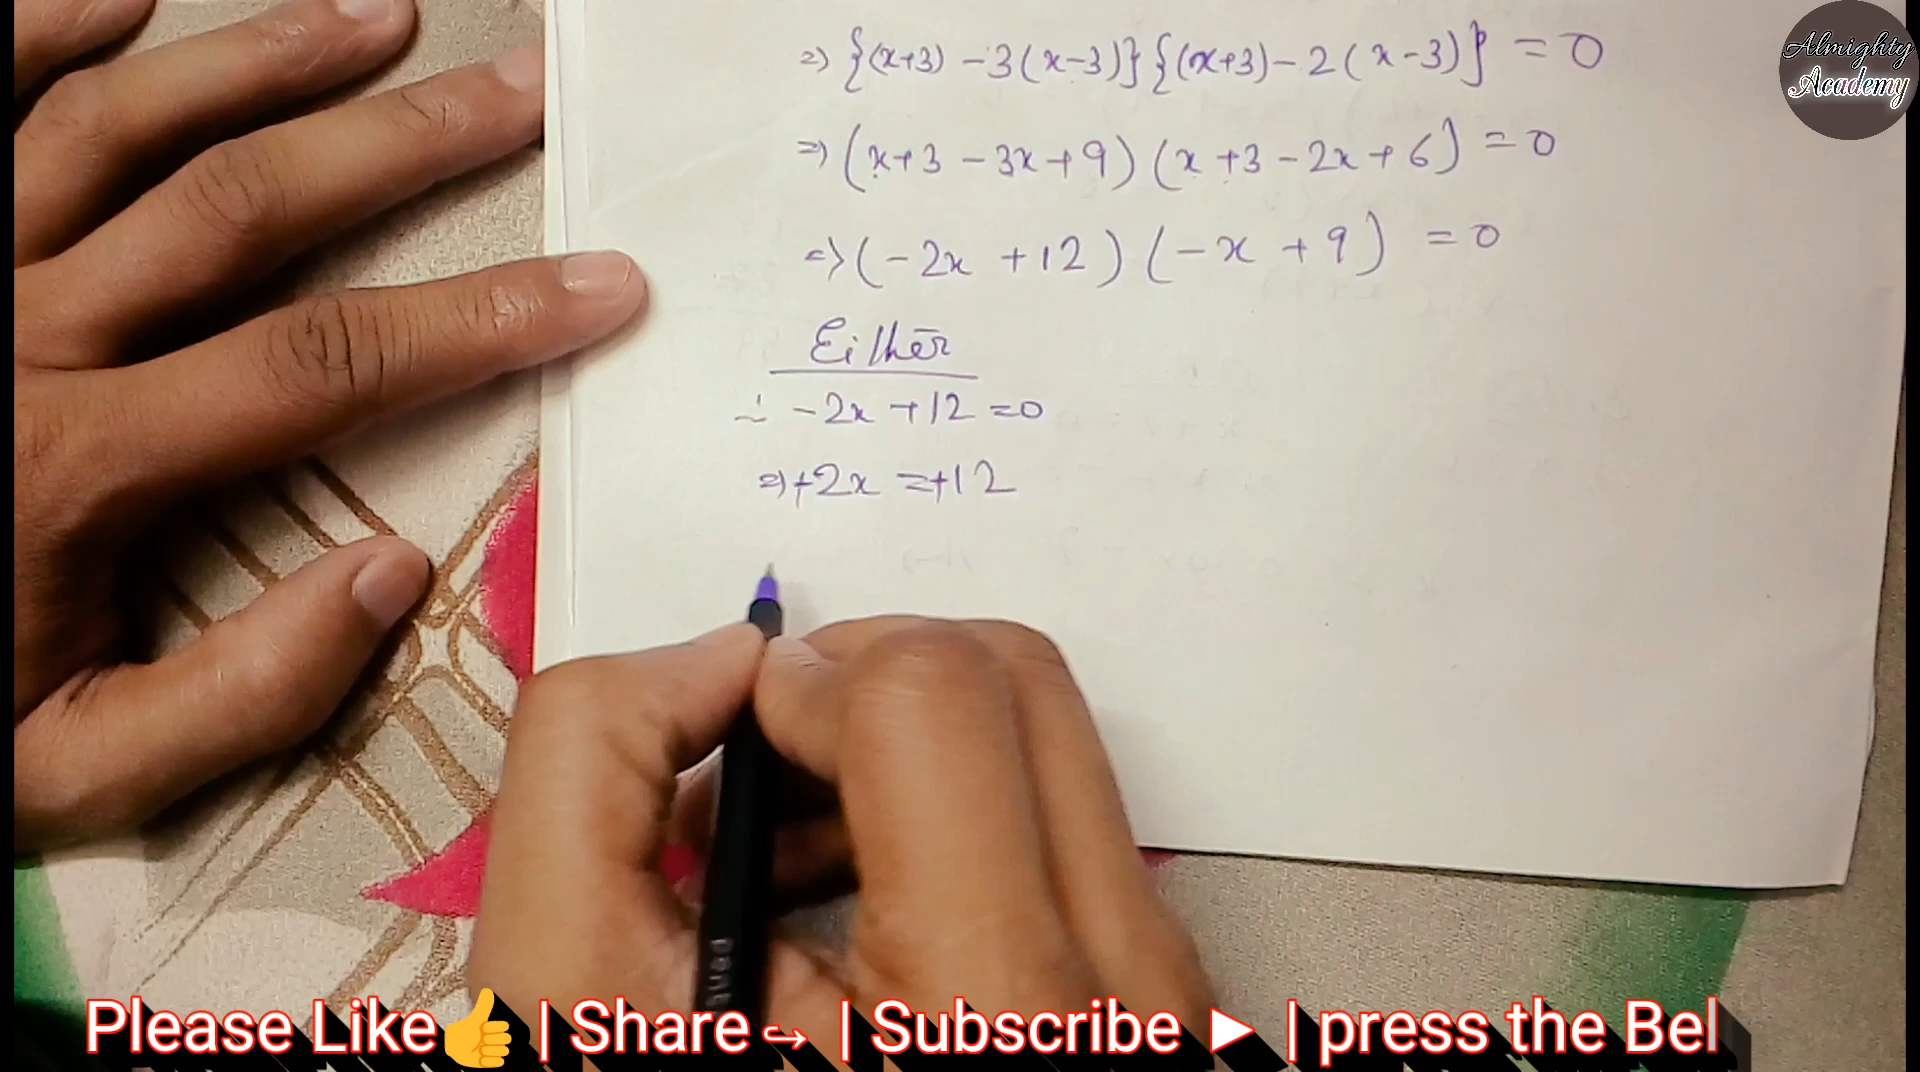 Almighty
Academy
=) {(x+3) -3(x-3)} {(x+3)-2(x-3)} =0
=) (x+3 -3x+9) (x+3-2x+6) =0
=) (-2x +12) (-x +9) =0
Either
∴ -2x +12 =0
=) +2x =+12
Please Like👍 | Share↪ | Subscribe ► | press the Bel